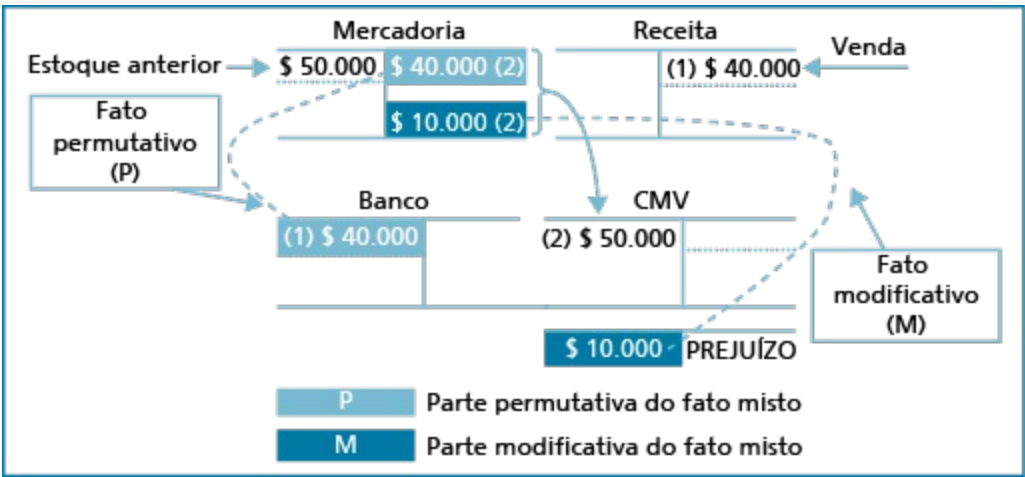 Mercadoria
Receita
Venda
Estoque anterior
$ 50.000
$ 40.000 (2)
(1) $ 40.000
Fato
permutativo
(P)
$ 10.000 (2)
Banco
CMV
(1) $ 40.000
(2) $ 50.000
Fato
modificativo
(M)
$ 10.000
PREJUÍZO
P
Parte permutativa do fato misto
M
Parte modificativa do fato misto